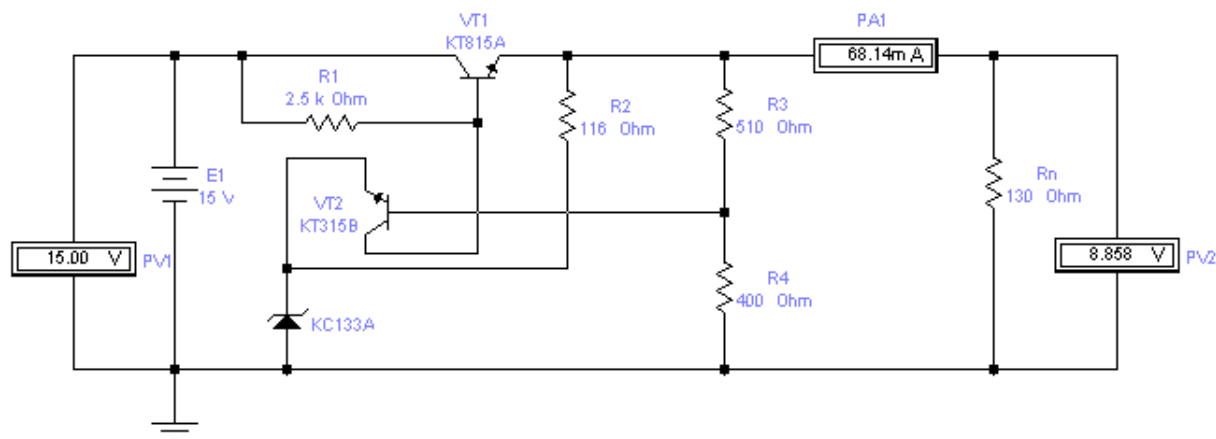 VT1
KT815A
PA1
68.14m A
R1
2.5 k Ohm
R2
116 Ohm
R3
510 Ohm
E1
15 V
VT2
KT315B
Rn
130 Ohm
15.00 V
PV1
8.858 V
PV2
R4
400 Ohm
KC133A